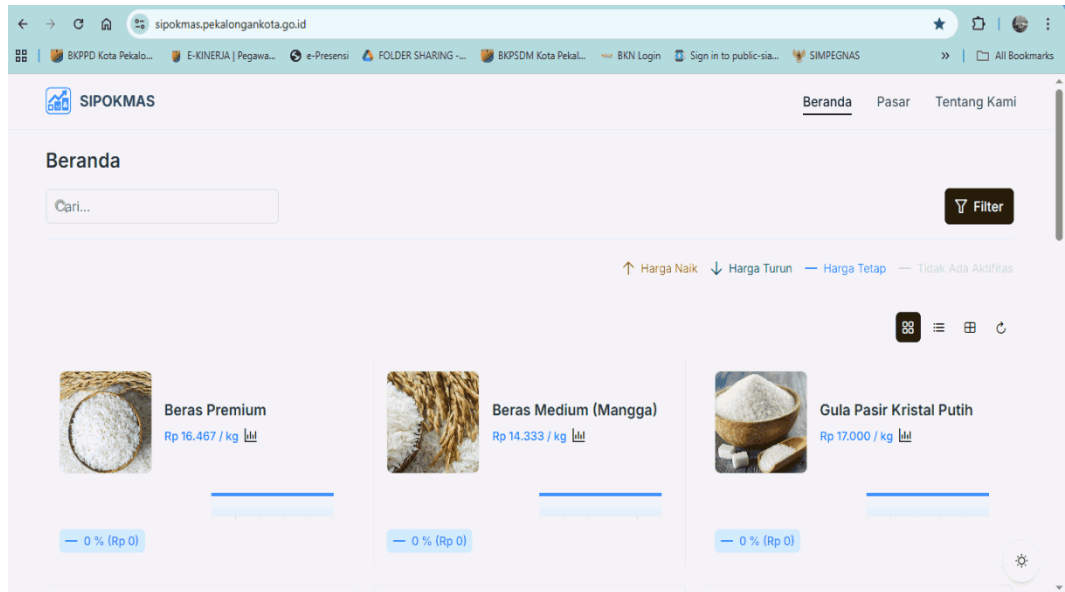 sipokmas.pekalongankota.go.id
BKPPD Kota Pekalo... E-KINERJA | Pegawa... e-Presensi FOLDER SHARING -... BKPSDM Kota Pekal... BKN Login Sign in to public-sia... SIMPEGNAS » All Bookmarks
SIPOKMAS Beranda Pasar Tentang Kami
Beranda
Cari... Filter
Harga Naik Harga Turun Harga Tetap Tidak Ada Aktifitas
Beras Premium Beras Medium (Mangga) Gula Pasir Kristal Putih
Rp 16.467 / kg Rp 14.333 / kg Rp 17.000 / kg
0 % (Rp 0) 0 % (Rp 0) 0 % (Rp 0)